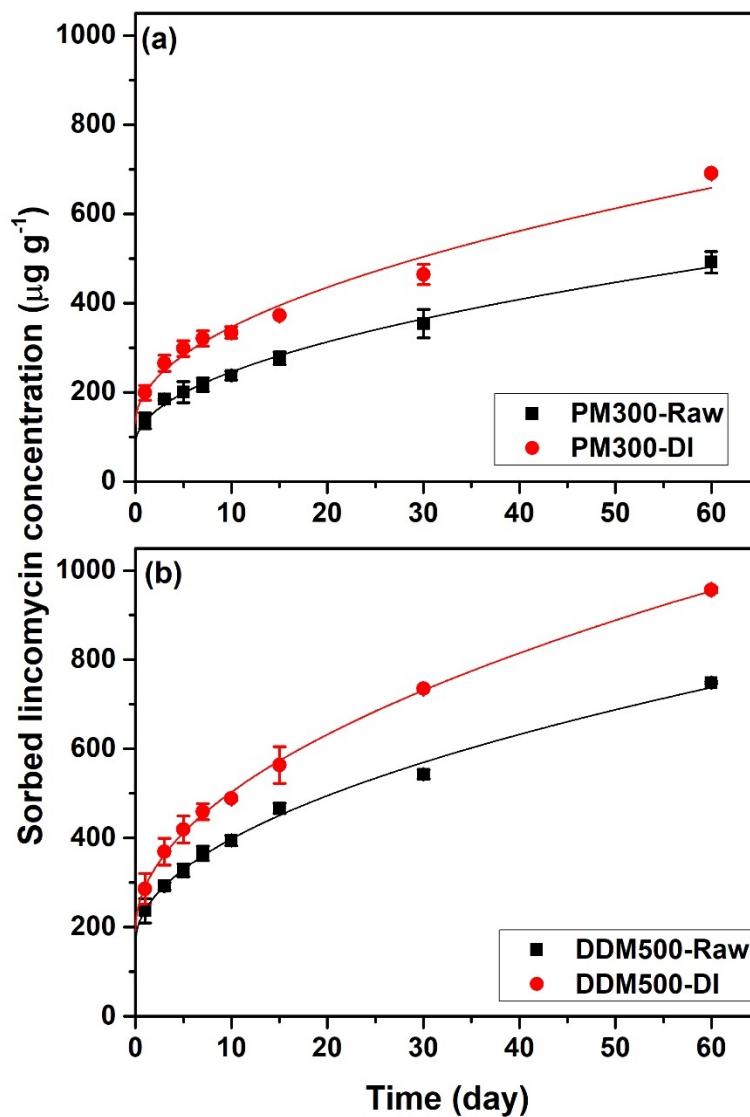 Sorbed lincomycin concentration (μg g⁻¹)
(a)
1000
800
600
400
200
0
PM300-Raw
PM300-DI
0 10 20 30 40 50 60
(b)
1000
800
600
400
200
0
DDM500-Raw
DDM500-DI
0 10 20 30 40 50 60
Time (day)